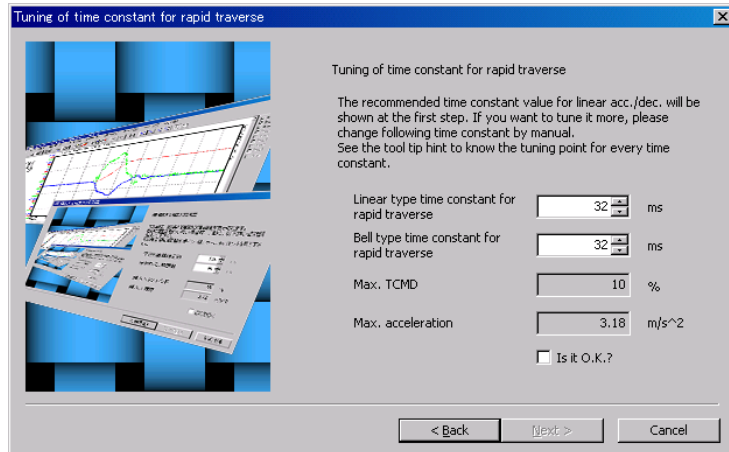 Tuning of time constant for rapid traverse
Tuning of time constant for rapid traverse
The recommended time constant value for linear acc./dec. will be
shown at the first step. If you want to tune it more, please
change following time constant by manual.
See the tool tip hint to know the tuning point for every time
constant.
Linear type time constant for
rapid traverse
32 ms
Bell type time constant for
rapid traverse
32 ms
Max. TCMD 10 %
Max. acceleration 3.18 m/s^2
Is it O.K.?
< Back Next > Cancel